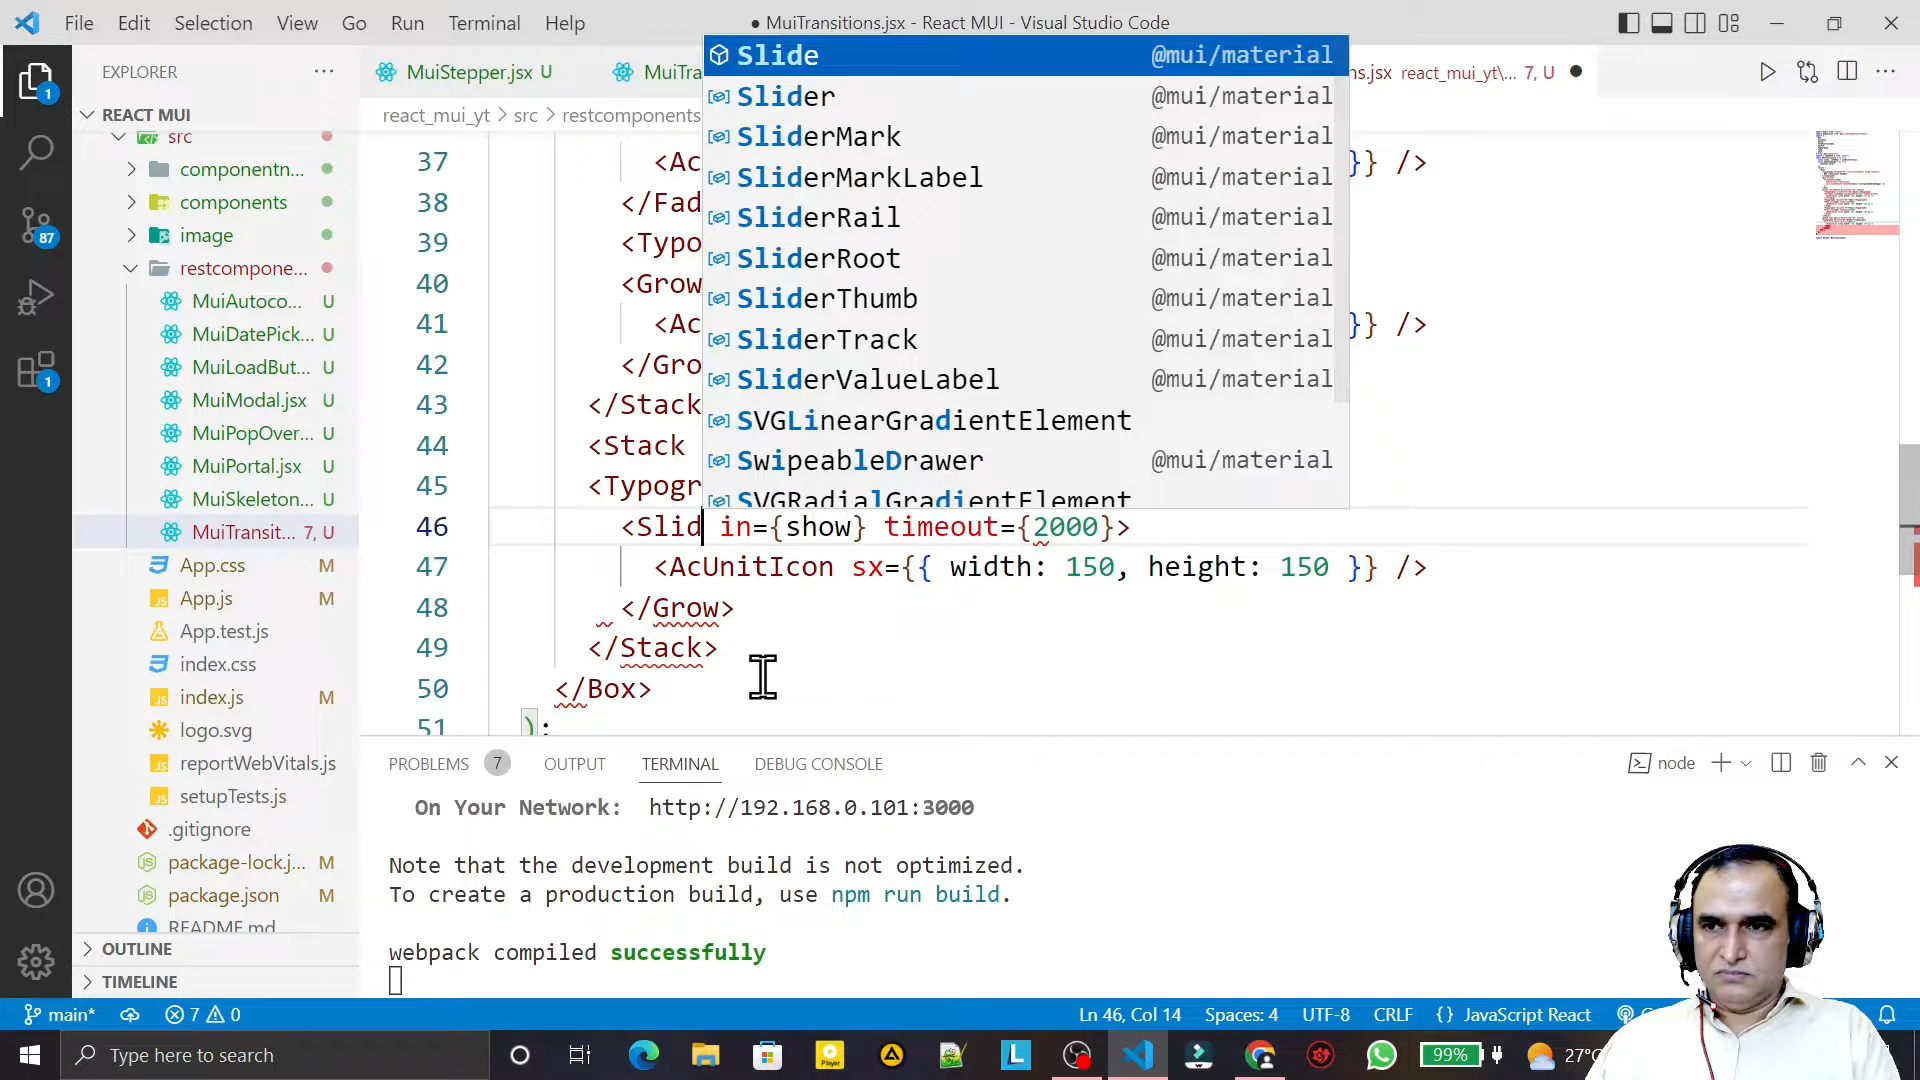 File Edit Selection View Go Run Terminal Help
● MuiTransitions.jsx - React MUI - Visual Studio Code
EXPLORER
MuiStepper.jsx U
MuiTra
ns.jsx react_mui_yt\... 7, U
REACT MUI
react_mui_yt > src > restcomponents
src
componentn...
components
image
restcompone...
MuiAutoco... U
MuiDatePick... U
MuiLoadBut... U
MuiModal.jsx U
MuiPopOver... U
MuiPortal.jsx U
MuiSkeleton... U
MuiTransit... 7, U
App.css M
App.js M
App.test.js
index.css
index.js M
logo.svg
reportWebVitals.js
setupTests.js
.gitignore
package-lock.j... M
package.json M
README.md
OUTLINE
TIMELINE
Slide @mui/material
Slider @mui/material
SliderMark @mui/material
SliderMarkLabel @mui/material
SliderRail @mui/material
SliderRoot @mui/material
SliderThumb @mui/material
SliderTrack @mui/material
SliderValueLabel @mui/material
SVGLinearGradientElement
SwipeableDrawer @mui/material
SVGRadialGradientElement
37 <Ac }} />
38 </Fad
39 <Typo
40 <Grow
41 <Ac }} />
42 </Gro
43 </Stack
44 <Stack
45 <Typogr
46 <Slid in={show} timeout={2000}>
47 <AcUnitIcon sx={{ width: 150, height: 150 }} />
48 </Grow>
49 </Stack>
50 </Box>
51 );
PROBLEMS 7 OUTPUT TERMINAL DEBUG CONSOLE
node
On Your Network: http://192.168.0.101:3000
Note that the development build is not optimized.
To create a production build, use npm run build.
webpack compiled successfully
main* 7 0
Ln 46, Col 14 Spaces: 4 UTF-8 CRLF {} JavaScript React
Type here to search
99%
27°C
1
87
1